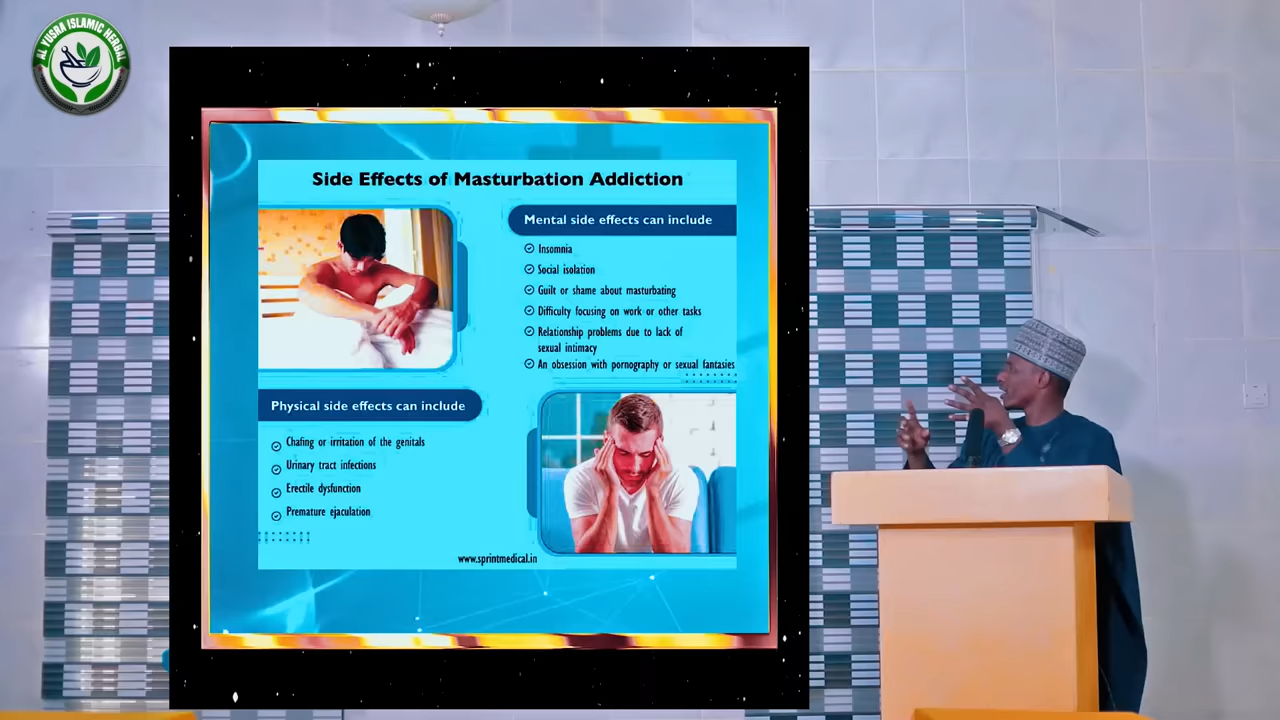 AL YUSRA ISLAMIC HERBAL
Side Effects of Masturbation Addiction
Mental side effects can include
Insomnia
Social isolation
Guilt or shame about masturbating
Difficulty focusing on work or other tasks
Relationship problems due to lack of
sexual intimacy
An obsession with pornography or sexual fantasies
Physical side effects can include
Chafing or irritation of the genitals
Urinary tract infections
Erectile dysfunction
Premature ejaculation
www.sprintmedical.in